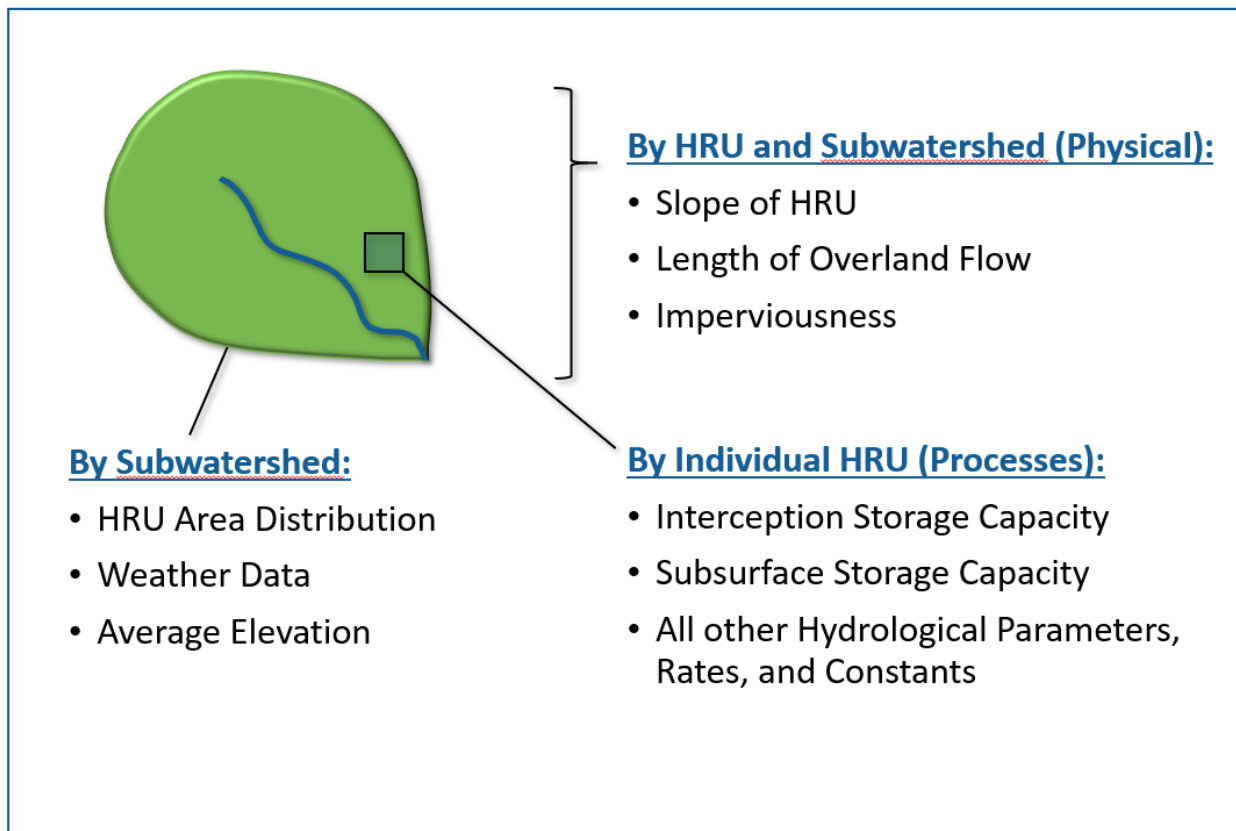 By HRU and Subwatershed (Physical):
• Slope of HRU
• Length of Overland Flow
• Imperviousness
By Subwatershed:
• HRU Area Distribution
• Weather Data
• Average Elevation
By Individual HRU (Processes):
• Interception Storage Capacity
• Subsurface Storage Capacity
• All other Hydrological Parameters,
Rates, and Constants